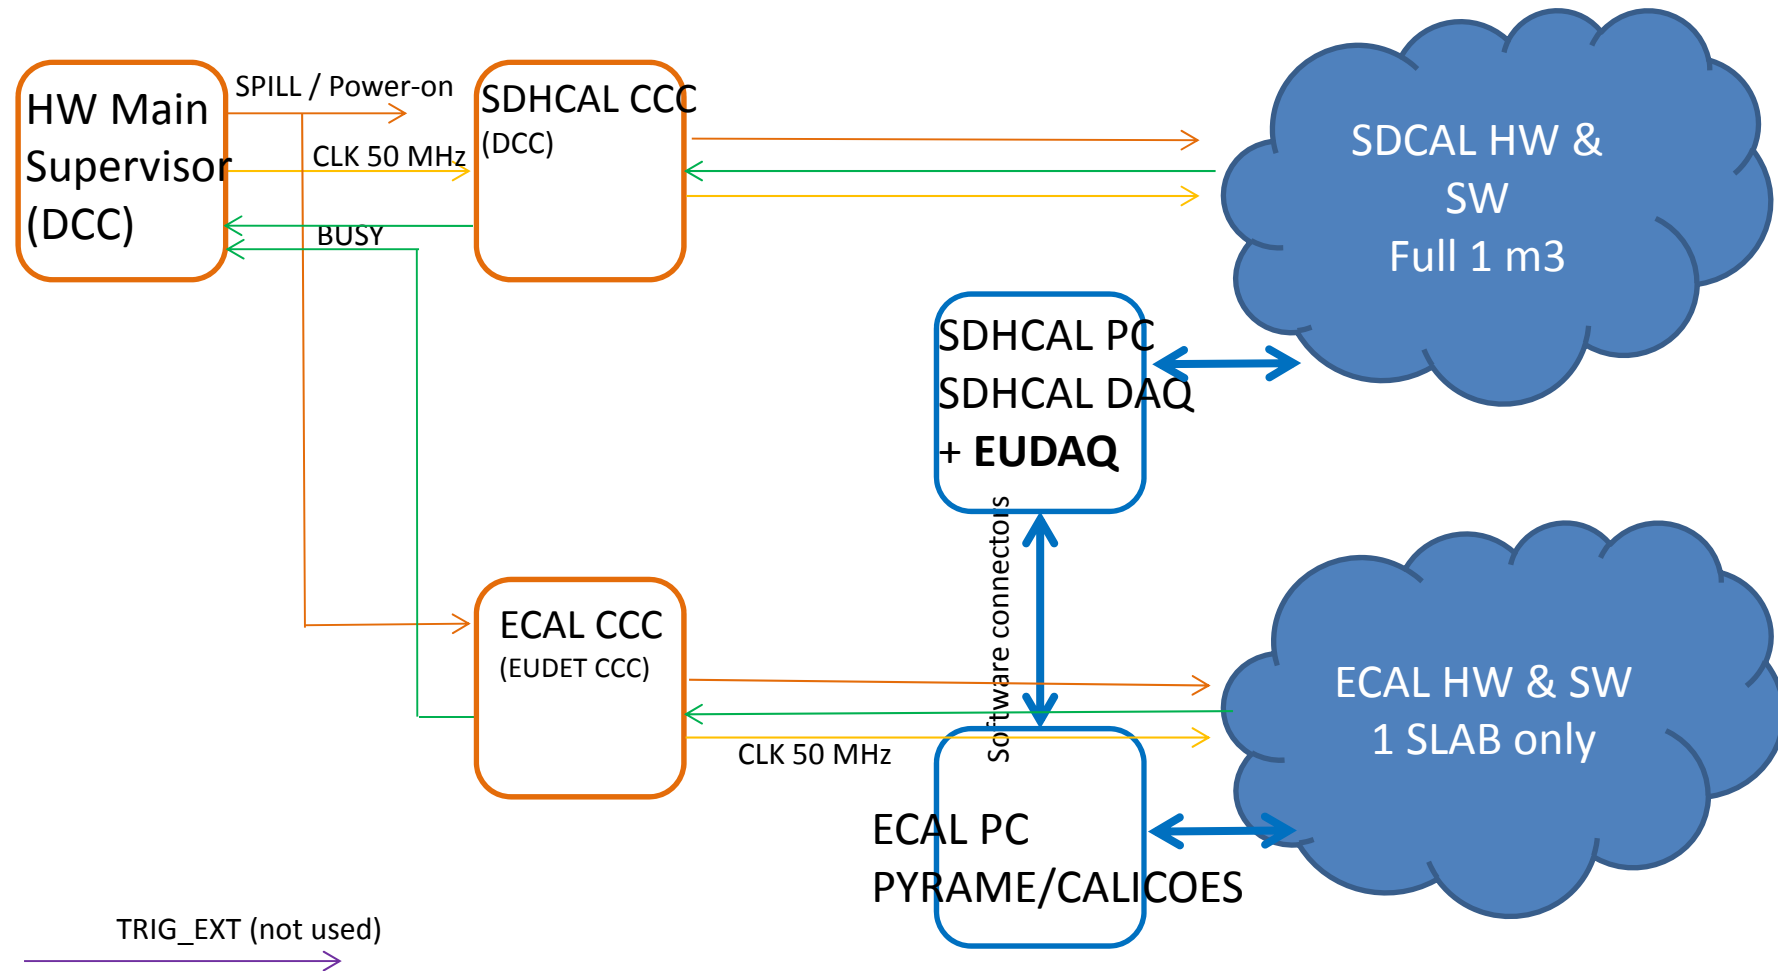 HW Main
Supervisor
(DCC)
SPILL / Power-on
CLK 50 MHz
BUSY
SDHCAL CCC
(DCC)
SDCAL HW &
SW
Full 1 m3
SDHCAL PC
SDHCAL DAQ
+ EUDAQ
Software connectors
ECAL CCC
(EUDET CCC)
CLK 50 MHz
ECAL HW & SW
1 SLAB only
ECAL PC
PYRAME/CALICOES
TRIG_EXT (not used)